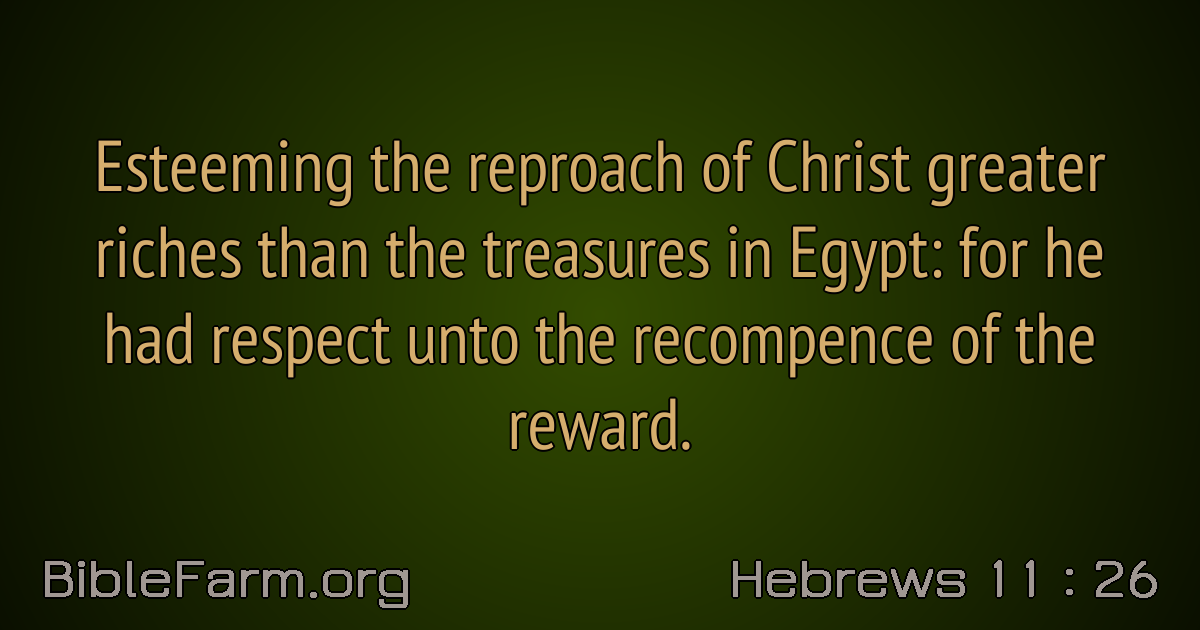 Esteeming the reproach of Christ greater
riches than the treasures in Egypt: for he
had respect unto the recompence of the
reward.
BibleFarm.org
Hebrews 11 : 26